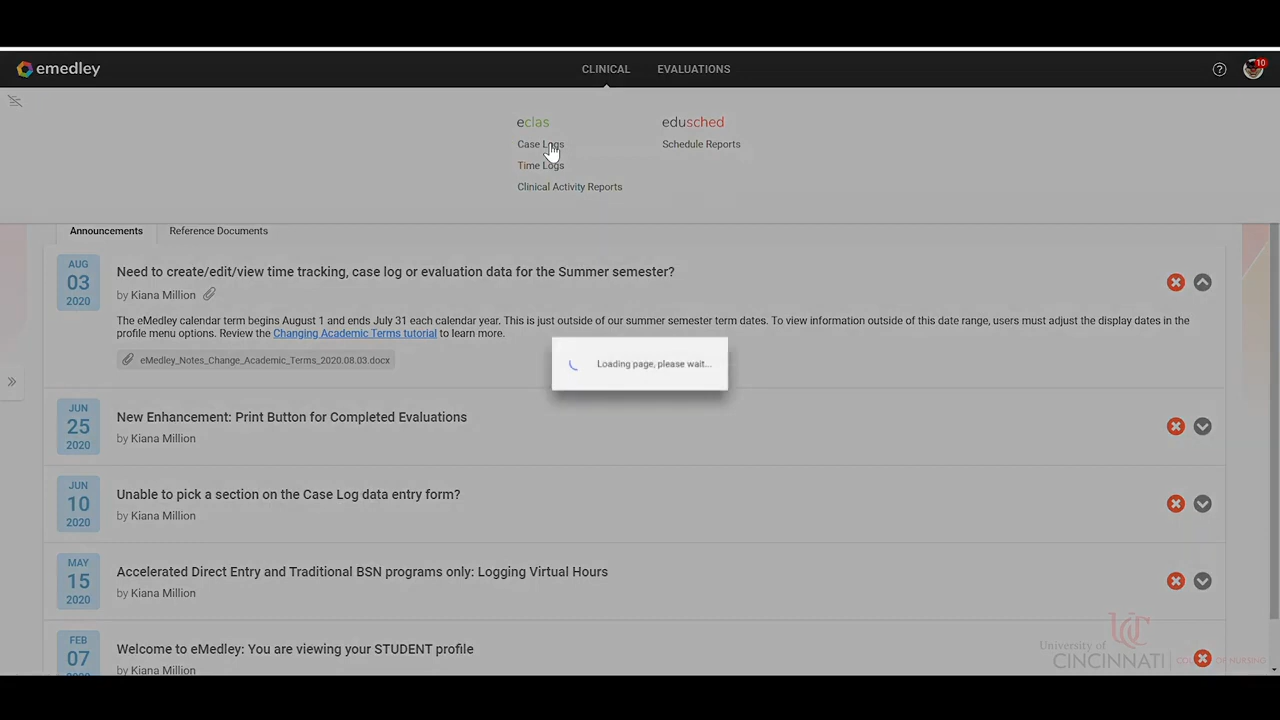 emedley
CLINICAL
EVALUATIONS
10
eclas
edusched
Case Logs
Schedule Reports
Time Logs
Clinical Activity Reports
Announcements
Reference Documents
AUG
03
2020
Need to create/edit/view time tracking, case log or evaluation data for the Summer semester?
by Kiana Million
The eMedley calendar term begins August 1 and ends July 31 each calendar year. This is just outside of our summer semester term dates. To view information outside of this date range, users must adjust the display dates in the
profile menu options. Review the Changing Academic Terms tutorial to learn more.
eMedley_Notes_Change_Academic_Terms_2020.08.03.docx
Loading page, please wait...
JUN
25
2020
New Enhancement: Print Button for Completed Evaluations
by Kiana Million
JUN
10
2020
Unable to pick a section on the Case Log data entry form?
by Kiana Million
MAY
15
2020
Accelerated Direct Entry and Traditional BSN programs only: Logging Virtual Hours
by Kiana Million
FEB
07
Welcome to eMedley: You are viewing your STUDENT profile
by Kiana Million
University of
CINCINNATI
OF NURSING